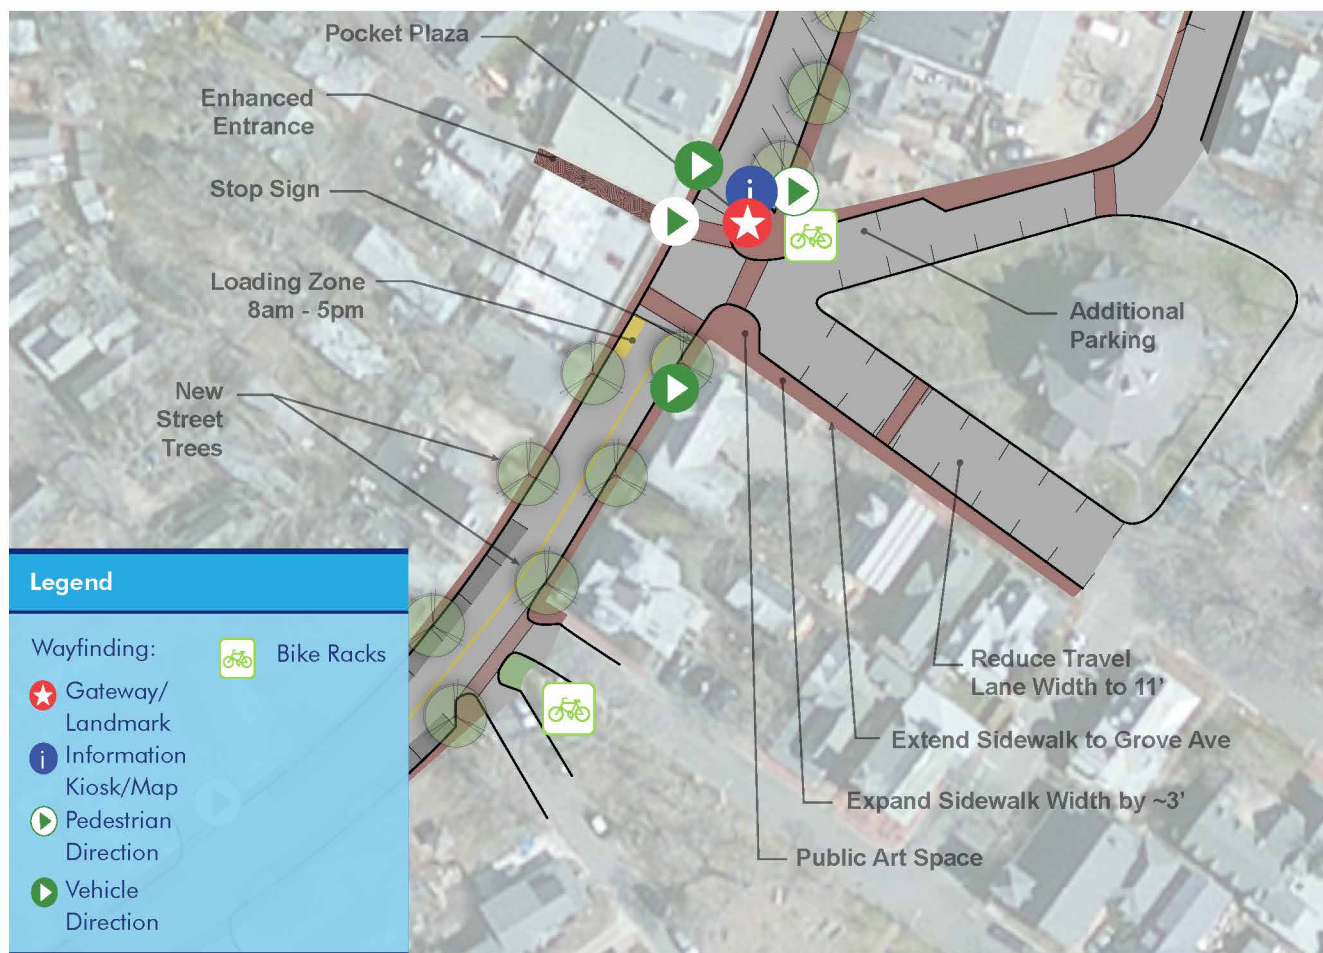 Pocket Plaza
Enhanced
Entrance
Stop Sign
Loading Zone
8am - 5pm
New
Street
Trees
Additional
Parking
Reduce Travel
Lane Width to 11’
Extend Sidewalk to Grove Ave
Expand Sidewalk Width by ~3’
Public Art Space
i
Legend
Wayfinding:
Gateway/
Landmark
i
Information
Kiosk/Map
Pedestrian
Direction
Vehicle
Direction
Bike Racks